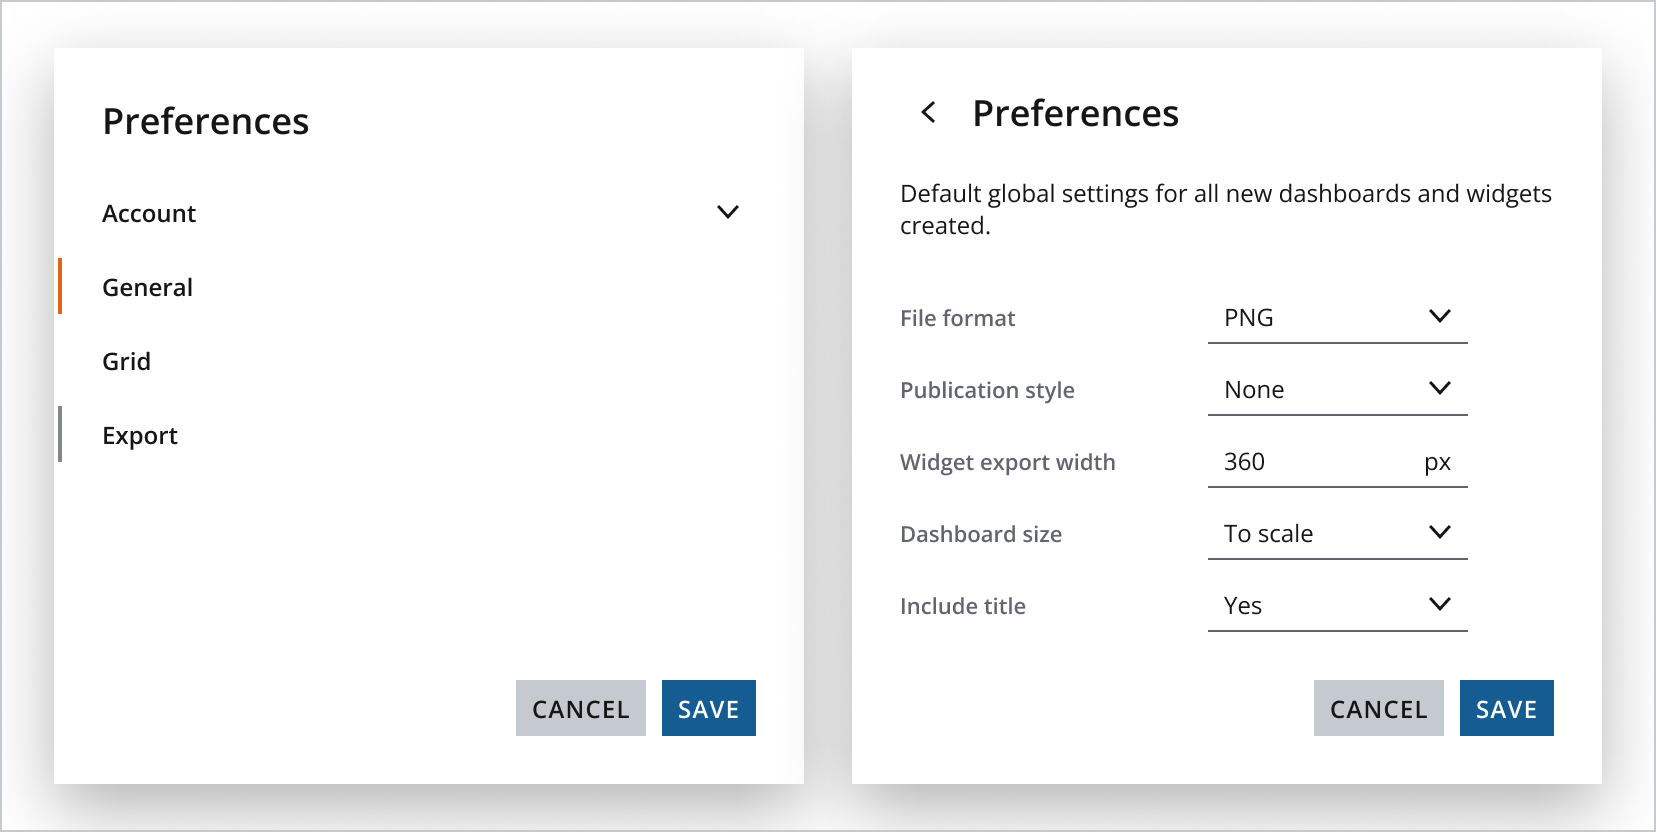 Preferences
Account
General
Grid
Export
CANCEL SAVE
Preferences
Default global settings for all new dashboards and widgets
created.
File format PNG
Publication style None
Widget export width 360 px
Dashboard size To scale
Include title Yes
CANCEL SAVE